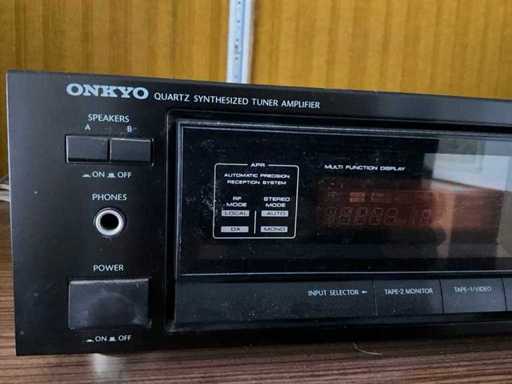 ONKYO QUARTZ SYNTHESIZED TUNER AMPLIFIER
SPEAKERS
A B
ON OFF
PHONES
POWER
ON OFF
APR
AUTOMATIC PRECISION
RECEPTION SYSTEM
RF MODE STEREO MODE
LOCAL AUTO
DX MONO
MULTI FUNCTION DISPLAY
INPUT SELECTOR TAPE-2 MONITOR TAPE-1/VIDEO